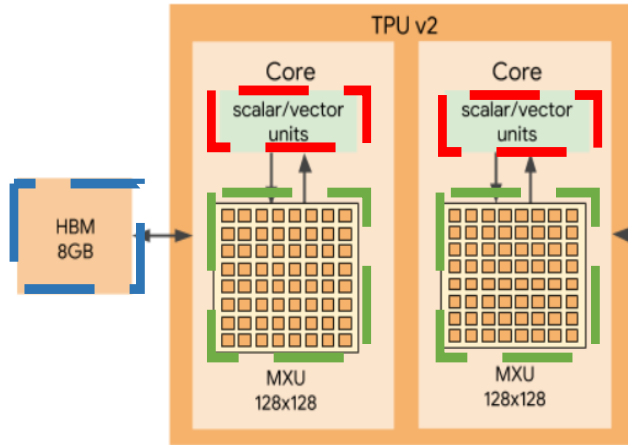 TPU v2
Core
Core
scalar/vector
units
scalar/vector
units
HBM
8GB
MXU
128x128
MXU
128x128